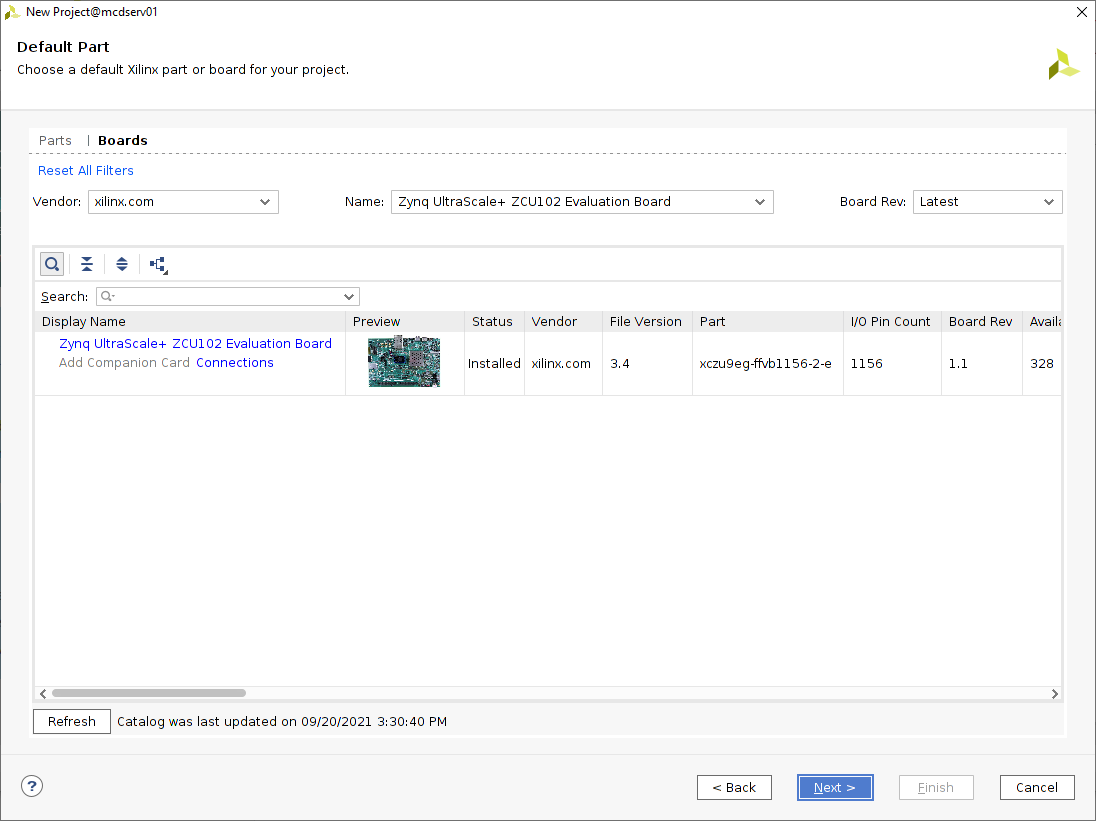 New Project@mcdserv01
Default Part
Choose a default Xilinx part or board for your project.
Parts | Boards
Reset All Filters
Vendor: xilinx.com Name: Zynq UltraScale+ ZCU102 Evaluation Board Board Rev: Latest
Search:
Display Name Preview Status Vendor File Version Part I/O Pin Count Board Rev Availa
Zynq UltraScale+ ZCU102 Evaluation Board
Add Companion Card Connections
Installed xilinx.com 3.4 xczu9eg-ffvb1156-2-e 1156 1.1 328
Refresh Catalog was last updated on 09/20/2021 3:30:40 PM
? < Back Next > Finish Cancel